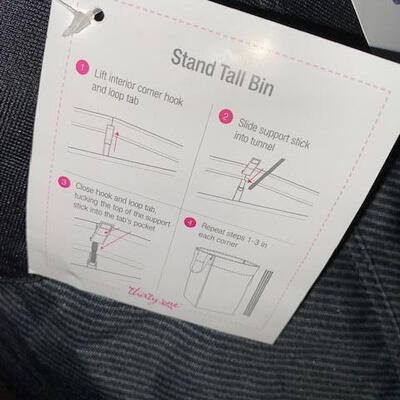 Stand Tall Bin
1
Lift interior corner hook
and loop tab
2
Slide support stick
into tunnel
3
Close hook and loop tab,
tucking the top of the support
stick into the tab's pocket
4
Repeat steps 1-3 in
each corner
thirty-one